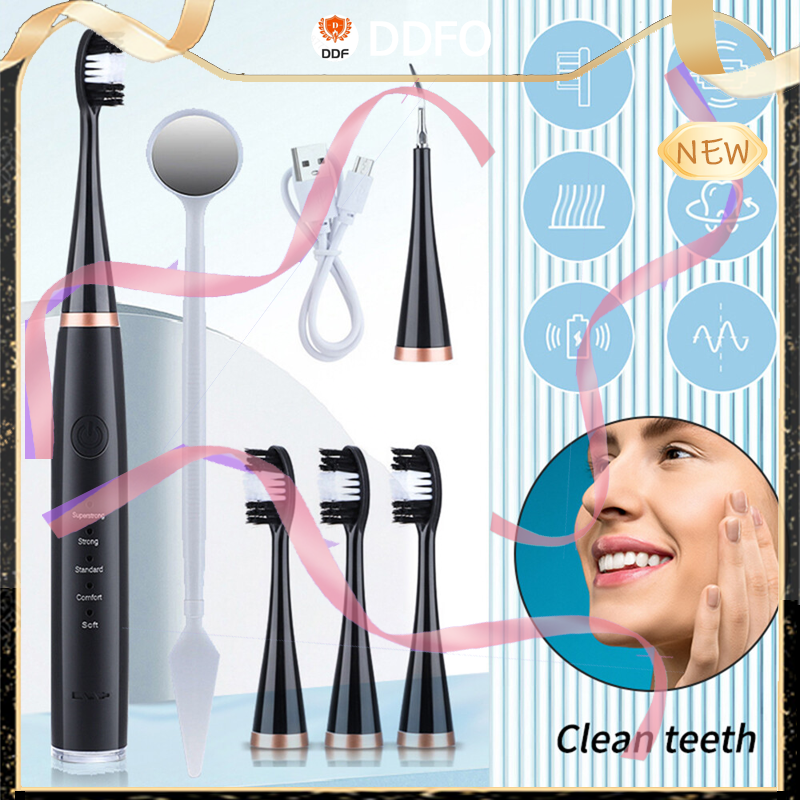 DDF
DDFO
NEW
Superstrong
Strong
Standard
Comfort
Soft
Clean teeth